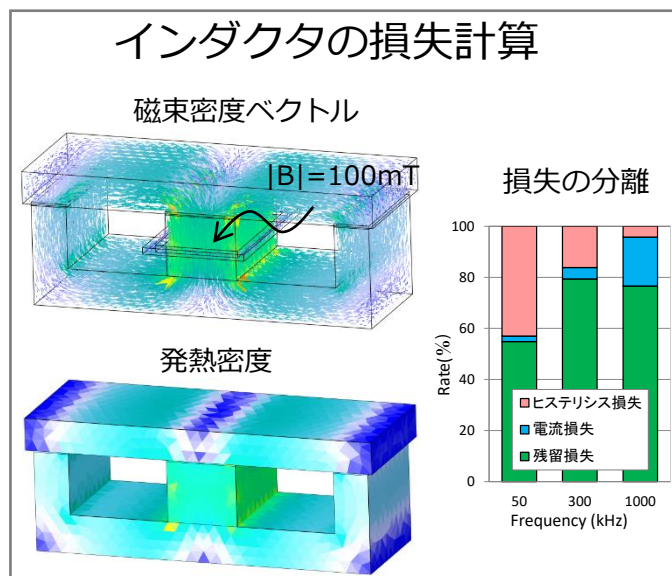 インダクタの損失計算
磁束密度ベクトル
|B|=100mT
発熱密度
損失の分離
100
80
60
40
20
0
Rate(%)
ヒステリシス損失
電流損失
残留損失
50 300 1000
Frequency (kHz)